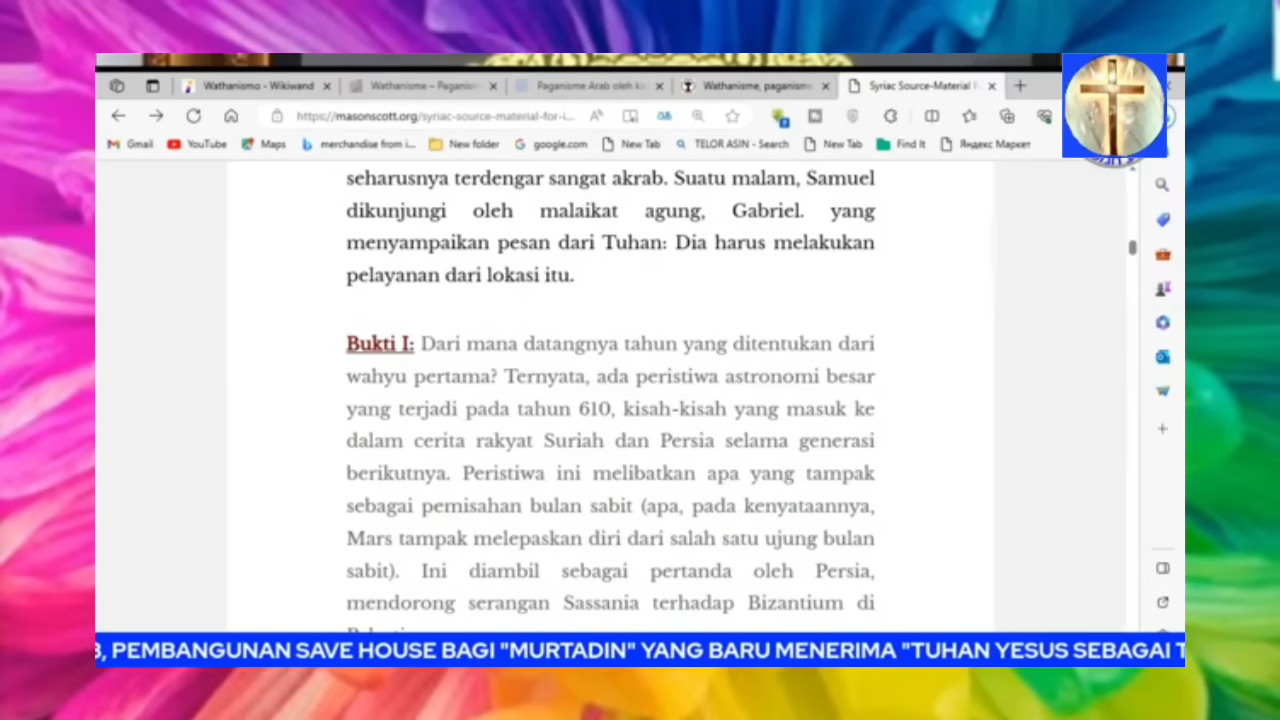 Wathanismo - Wikiwand
Wathanisme – Paganism
Paganisme Arab oleh
Wathanisme, paganisme
Syriac Source-Material
https://masonscott.org/syriac-source-material-for-i...
Gmail
YouTube
Maps
merchandise from i...
New folder
google.com
New Tab
TELOR ASIN - Search
New Tab
Find It
Яндекс Маркет
seharusnya terdengar sangat akrab. Suatu malam, Samuel
dikunjungi oleh malaikat agung, Gabriel. yang
menyampaikan pesan dari Tuhan: Dia harus melakukan
pelayanan dari lokasi itu.
Bukti I: Dari mana datangnya tahun yang ditentukan dari
wahyu pertama? Ternyata, ada peristiwa astronomi besar
yang terjadi pada tahun 610, kisah-kisah yang masuk ke
dalam cerita rakyat Suriah dan Persia selama generasi
berikutnya. Peristiwa ini melibatkan apa yang tampak
sebagai pemisahan bulan sabit (apa, pada kenyataannya,
Mars tampak melepaskan diri dari salah satu ujung bulan
sabit). Ini diambil sebagai pertanda oleh Persia,
mendorong serangan Sassania terhadap Bizantium di
, PEMBANGUNAN SAVE HOUSE BAGI "MURTADIN" YANG BARU MENERIMA "TUHAN YESUS SEBAGAI